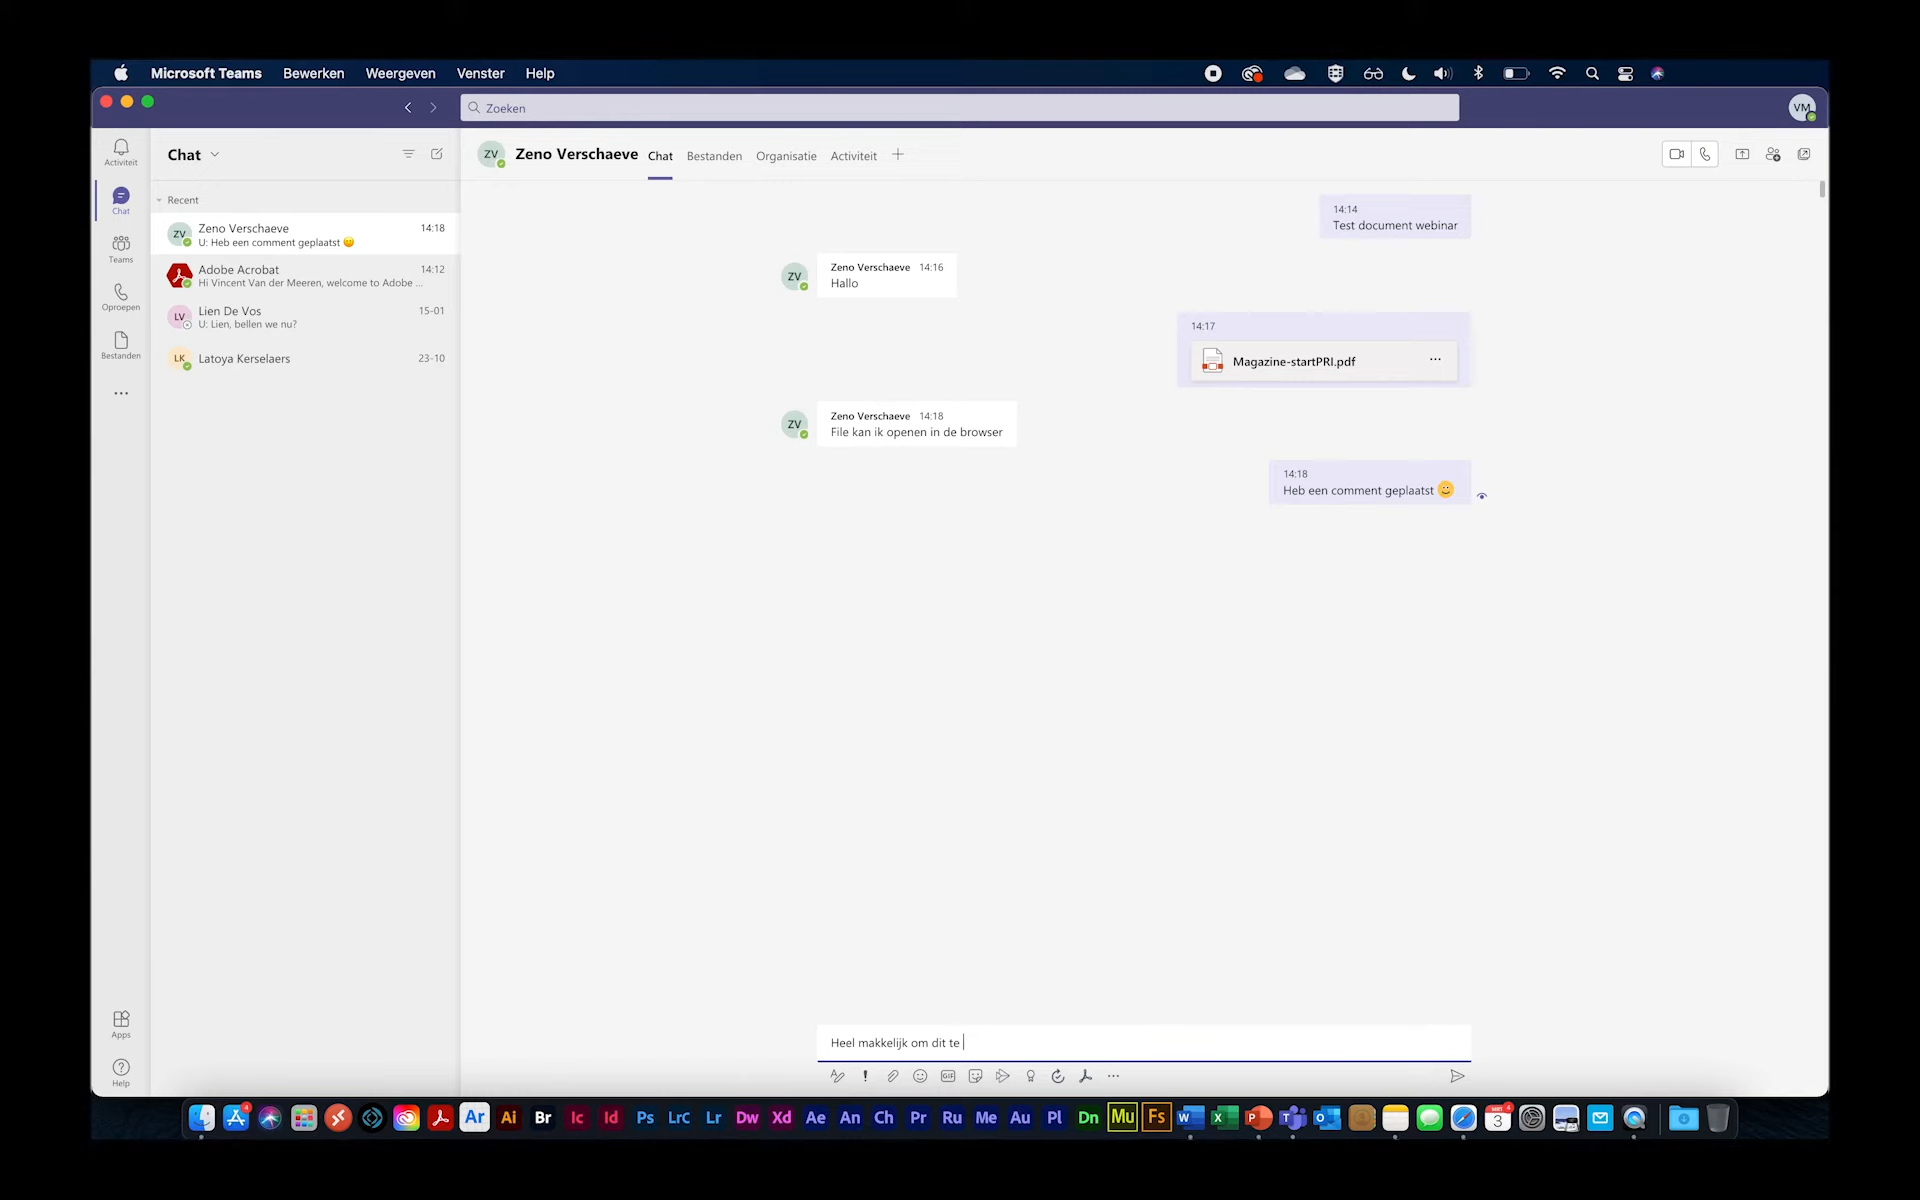 Microsoft Teams Bewerken Weergeven Venster Help
Zoeken
VM
Activiteit
Chat
Teams
Oproepen
Bestanden
Apps
Help
Chat
Recent
ZV Zeno Verschaeve 14:18
U: Heb een comment geplaatst
Adobe Acrobat 14:12
Hi Vincent Van der Meeren, welcome to Adobe ...
LV Lien De Vos 15-01
U: Lien, bellen we nu?
LK Latoya Kerselaers 23-10
ZV Zeno Verschaeve Chat Bestanden Organisatie Activiteit
14:14
Test document webinar
ZV Zeno Verschaeve 14:16
Hallo
14:17
Magazine-startPRI.pdf
ZV Zeno Verschaeve 14:18
File kan ik openen in de browser
14:18
Heb een comment geplaatst
Heel makkelijk om dit te
GIF
Ar Ai Br Ic Id Ps LrC Lr Dw Xd Ae An Ch Pr Ru Me Au Pl Dn Mu Fs W X P T O 3